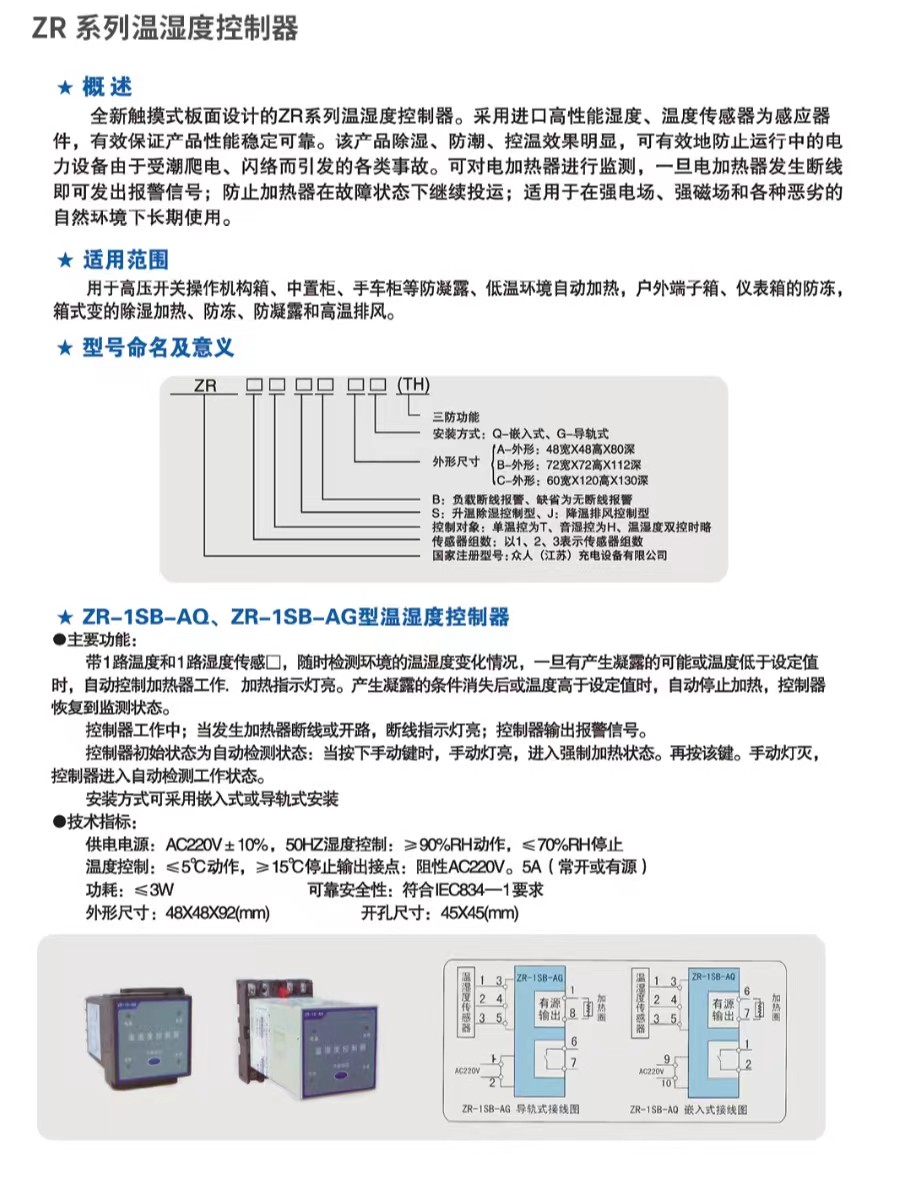 ZR 系列温湿度控制器
★ 概述
全新触摸式板面设计的ZR系列温湿度控制器。采用进口高性能湿度、温度传感器为感应器
件，有效保证产品性能稳定可靠。该产品除湿、防潮、控温效果明显，可有效地防止运行中的电
力设备由于受潮爬电、闪络而引发的各类事故。可对电加热器进行监测，一旦电加热器发生断线
即可发出报警信号；防止加热器在故障状态下继续投运；适用于在强电场、强磁场和各种恶劣的
自然环境下长期使用。
★ 适用范围
用于高压开关操作机构箱、中置柜、手车柜等防凝露、低温环境自动加热，户外端子箱、仪表箱的防冻，
箱式变的除湿加热、防冻、防凝露和高温排风。
★ 型号命名及意义
ZR □□ □□ □□ (TH)
三防功能
安装方式：Q-嵌入式、G-导轨式
外形尺寸
A-外形：48宽X48高X80深
B-外形：72宽X72高X112深
C-外形：60宽X120高X130深
B：负载断线报警、缺省为无断线报警
S：升温除湿控制型、J：降温排风控制型
控制对象：单温控为T、音湿控为H、温湿度双控时略
传感器组数：以1、2、3表示传感器组数
国家注册型号：众人（江苏）充电设备有限公司
★ ZR-1SB-AQ、ZR-1SB-AG型温湿度控制器
●主要功能：
带1路温度和1路湿度传感□，随时检测环境的温湿度变化情况，一旦有产生凝露的可能或温度低于设定值
时，自动控制加热器工作．加热指示灯亮。产生凝露的条件消失后或温度高于设定值时，自动停止加热，控制器
恢复到监测状态。
控制器工作中；当发生加热器断线或开路，断线指示灯亮；控制器输出报警信号。
控制器初始状态为自动检测状态：当按下手动键时，手动灯亮，进入强制加热状态。再按该键。手动灯灭，
控制器进入自动检测工作状态。
安装方式可采用嵌入式或导轨式安装
●技术指标：
供电电源：AC220V±10%，50HZ湿度控制：≥90%RH动作，≤70%RH停止
温度控制：≤5℃动作，≥15℃停止输出接点：阻性AC220V。5A（常开或有源）
功耗：≤3W 可靠安全性：符合IEC834—1要求
外形尺寸：48X48X92(mm) 开孔尺寸：45X45(mm)
温湿度控制器
温湿度传感器
1 3
2 4
3 5
ZR-1SB-AG
有源
输出
1
8
加热圈
6
7
AC220V
1
2
ZR-1SB-AG 导轨式接线图
温湿度传感器
1 3
2 4
3 5
ZR-1SB-AQ
有源
输出
6
7
加热圈
1
2
AC220V
9
10
ZR-1SB-AQ 嵌入式接线图